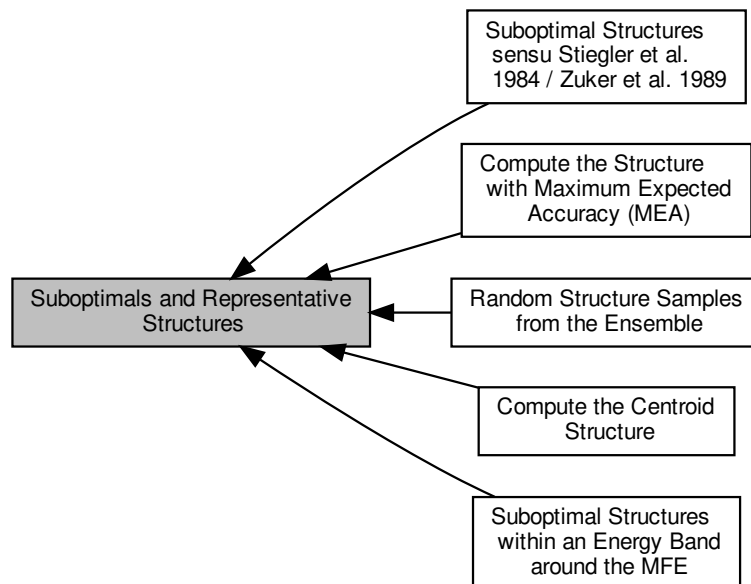 Suboptimal Structures
sensu Stiegler et al.
1984 / Zuker et al. 1989
Compute the Structure
with Maximum Expected
Accuracy (MEA)
Suboptimals and Representative
Structures
Random Structure Samples
from the Ensemble
Compute the Centroid
Structure
Suboptimal Structures
within an Energy Band
around the MFE